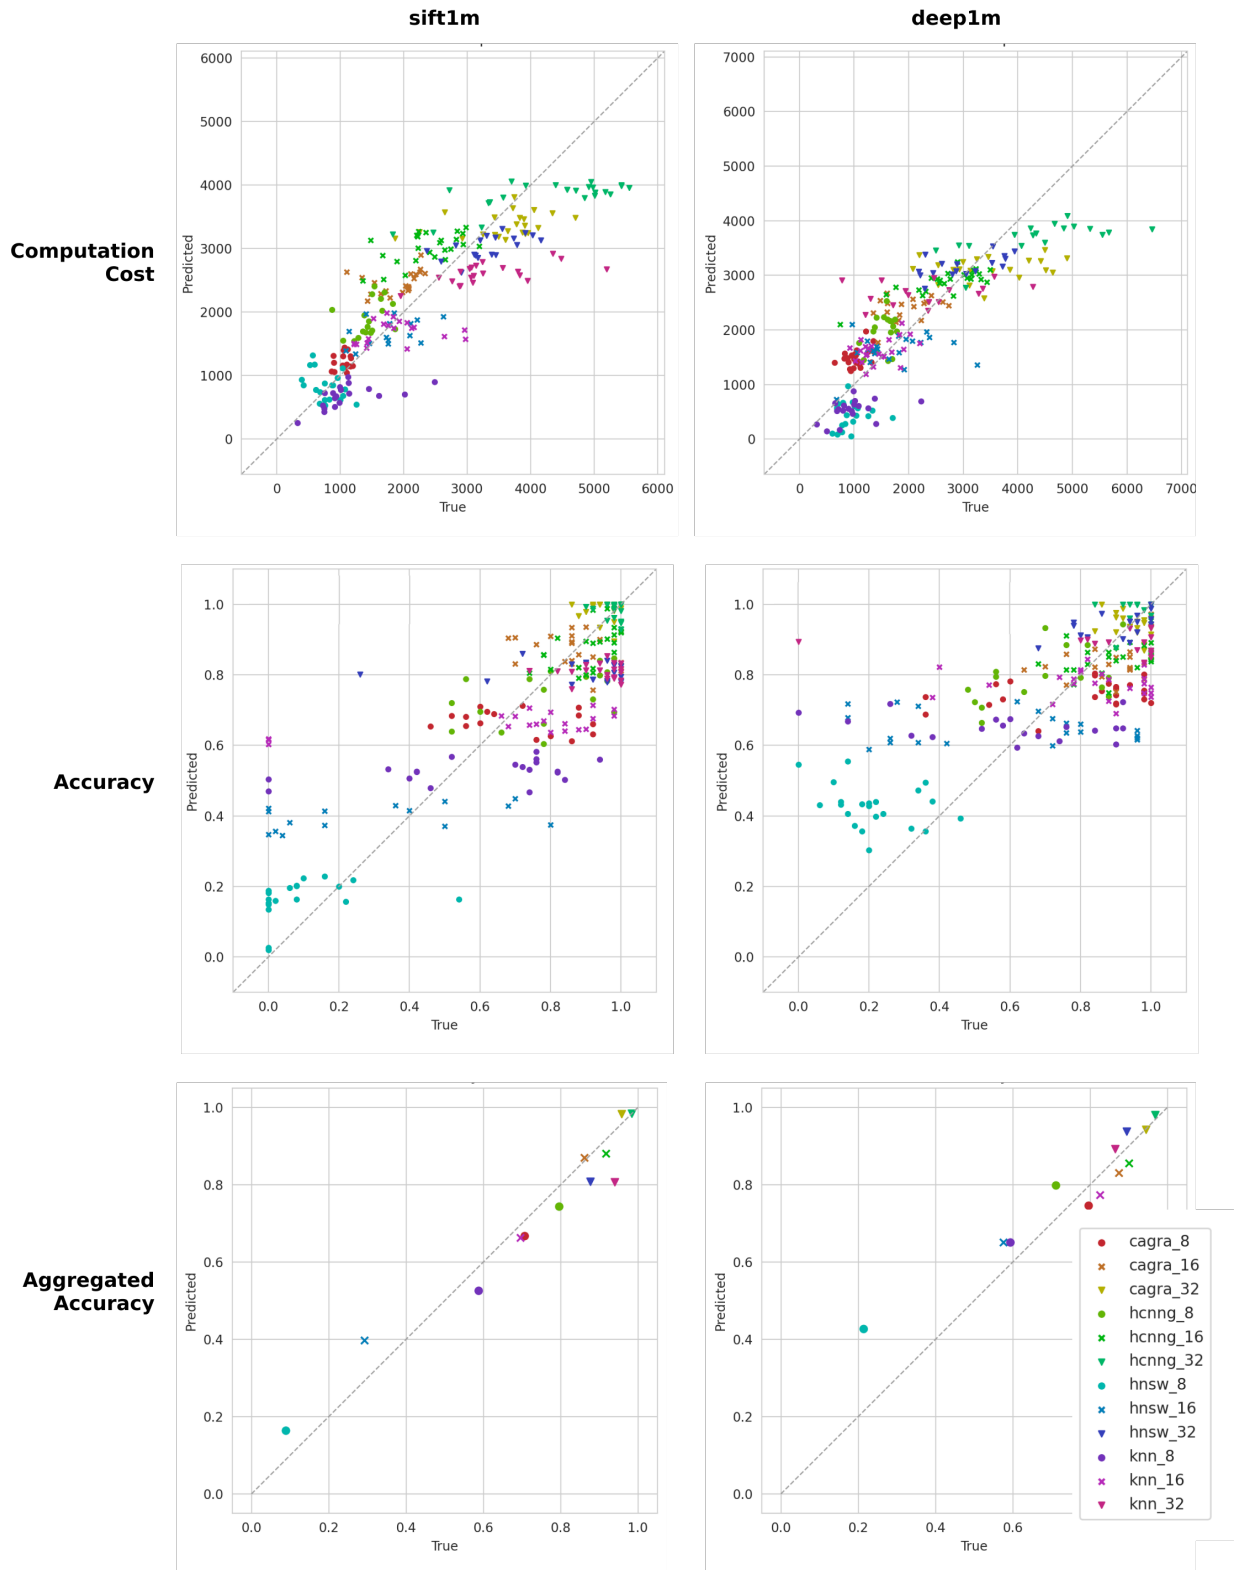 sift1m
deep1m
Computation
Cost
Predicted
6000
5000
4000
3000
2000
1000
0
0 1000 2000 3000 4000 5000 6000
True
Predicted
7000
6000
5000
4000
3000
2000
1000
0
0 1000 2000 3000 4000 5000 6000 7000
True
Accuracy
Predicted
1.0
0.8
0.6
0.4
0.2
0.0
0.0 0.2 0.4 0.6 0.8 1.0
True
Predicted
1.0
0.8
0.6
0.4
0.2
0.0
0.0 0.2 0.4 0.6 0.8 1.0
True
Aggregated
Accuracy
Predicted
1.0
0.8
0.6
0.4
0.2
0.0
0.0 0.2 0.4 0.6 0.8 1.0
True
Predicted
1.0
0.8
0.6
0.4
0.2
0.0
0.0 0.2 0.4 0.6
True
cagra_8
cagra_16
cagra_32
hcnng_8
hcnng_16
hcnng_32
hnsw_8
hnsw_16
hnsw_32
knn_8
knn_16
knn_32